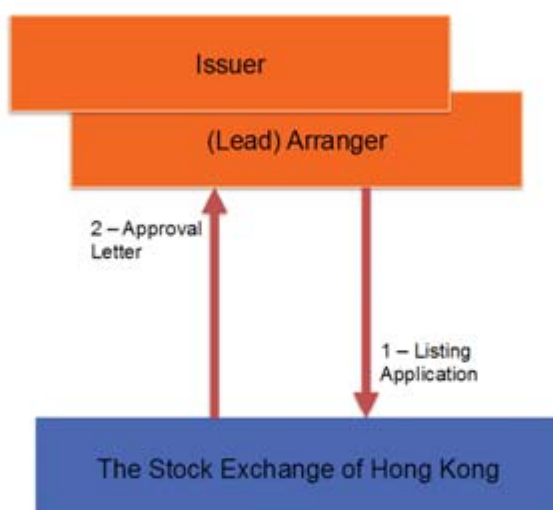 Issuer
(Lead) Arranger
2 – Approval
Letter
1 – Listing
Application
The Stock Exchange of Hong Kong